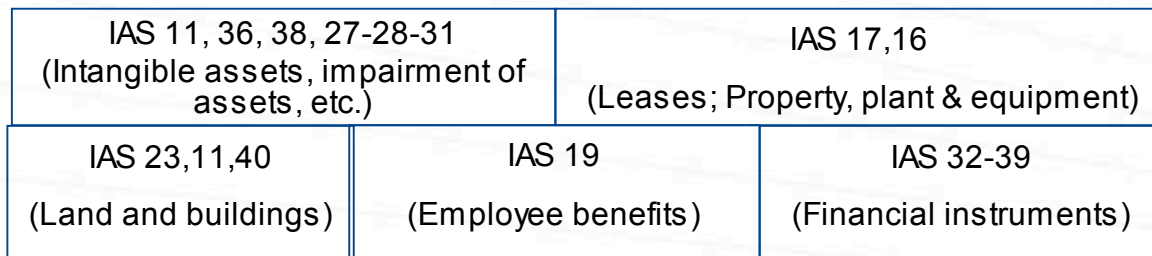 IAS 11, 36, 38, 27-28-31
(Intangible assets, impairment of
assets, etc.)
IAS 17,16
(Leases; Property, plant & equipment)
IAS 23,11,40
(Land and buildings)
IAS 19
(Employee benefits)
IAS 32-39
(Financial instruments)